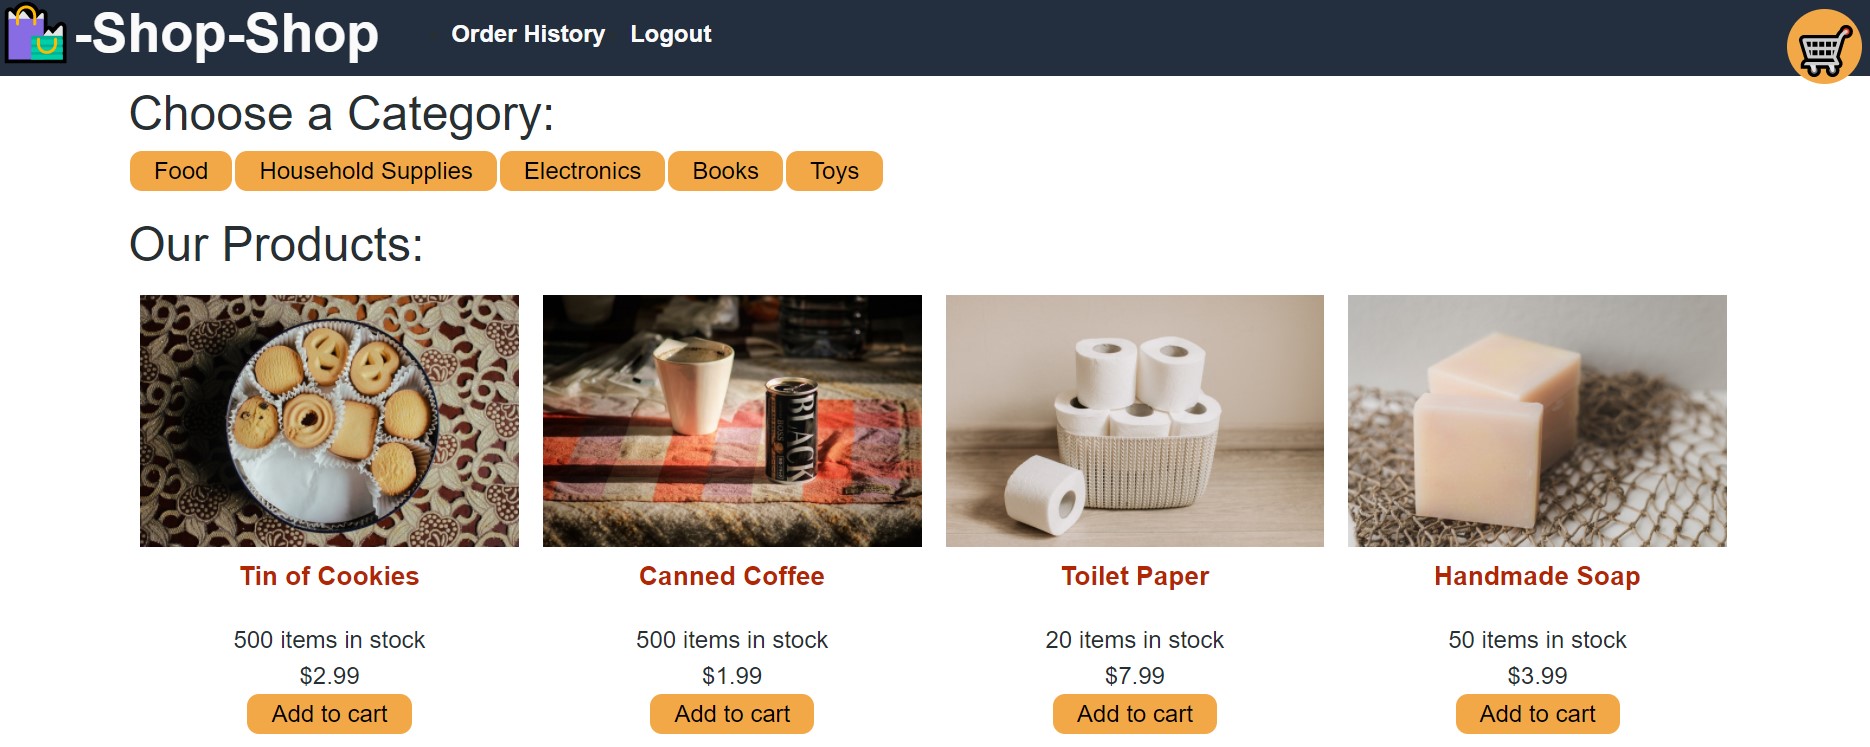 -Shop-Shop
Order History
Logout
Choose a Category:
Food
Household Supplies
Electronics
Books
Toys
Our Products:
BLACK
BOSS
Tin of Cookies
500 items in stock
$2.99
Add to cart
Canned Coffee
500 items in stock
$1.99
Add to cart
Toilet Paper
20 items in stock
$7.99
Add to cart
Handmade Soap
50 items in stock
$3.99
Add to cart